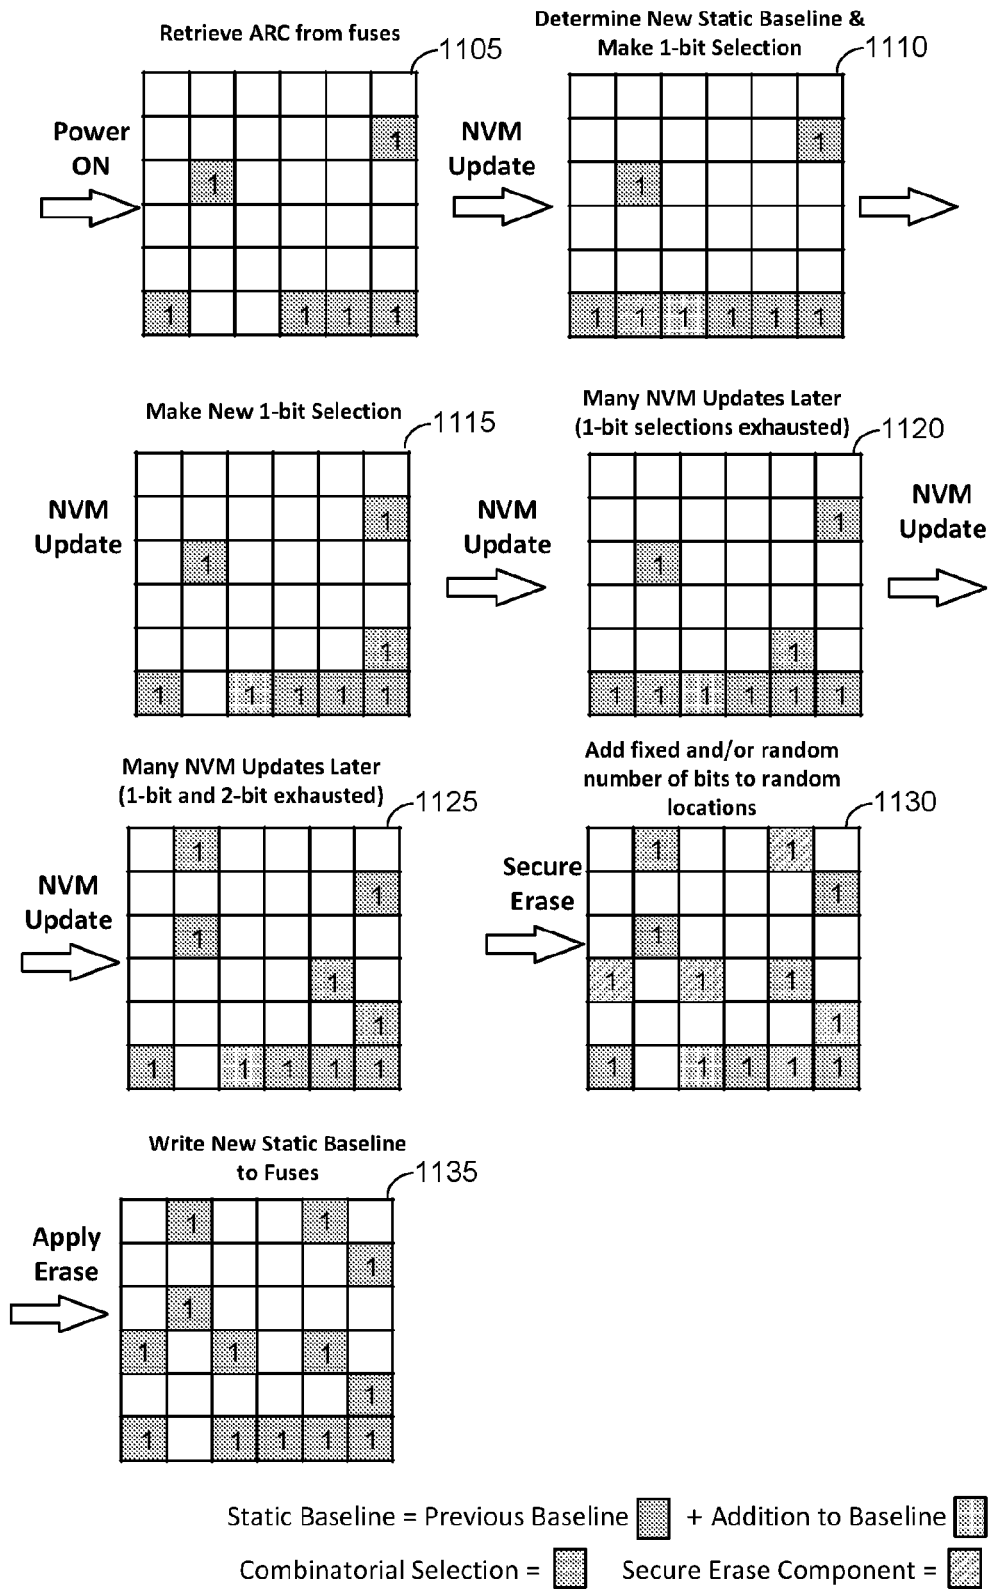 Retrieve ARC from fuses
1105
Power
ON
1
1
1 1 1 1
Determine New Static Baseline &
Make 1-bit Selection
1110
NVM
Update
1
1
1 1 1 1 1 1
Make New 1-bit Selection
1115
NVM
Update
1
1
1
1 1 1 1 1
Many NVM Updates Later
(1-bit selections exhausted)
1120
NVM
Update
1
1
1
1 1 1 1 1 1
NVM
Update
Many NVM Updates Later
(1-bit and 2-bit exhausted)
1125
NVM
Update
1
1
1
1
1
1 1 1 1 1
Add fixed and/or random
number of bits to random
locations
1130
Secure
Erase
1 1
1
1
1 1 1
1
1 1 1 1 1
Write New Static Baseline
to Fuses
1135
Apply
Erase
1 1
1
1
1 1 1
1
1 1 1 1 1
Static Baseline = Previous Baseline + Addition to Baseline
Combinatorial Selection = Secure Erase Component =